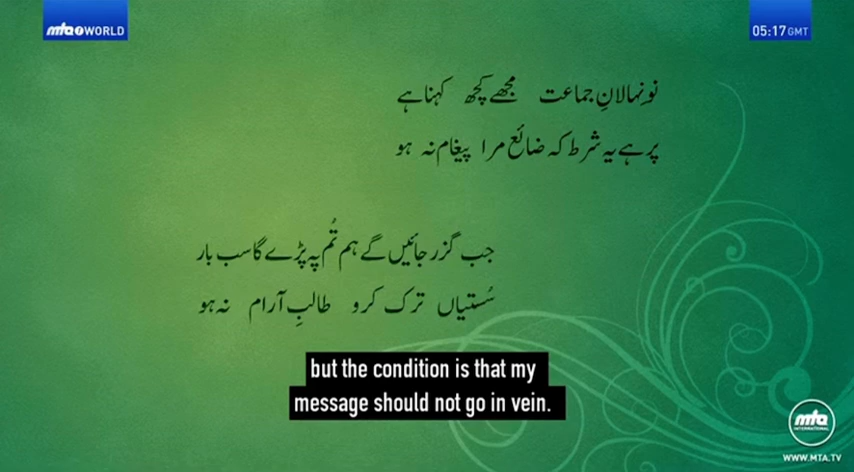 mta 1 WORLD
05:17 GMT
نونہالانِ جماعت مجھے کچھ کہنا ہے
پر ہے یہ شرط کہ ضائع مرا پیغام نہ ہو
جب گزر جائیں گے ہم تُم پہ پڑے گا سب بار
سُستیاں ترک کرو طالبِ آرام نہ ہو
but the condition is that my
message should not go in vein.
mta
INTERNATIONAL
WWW.MTA.TV